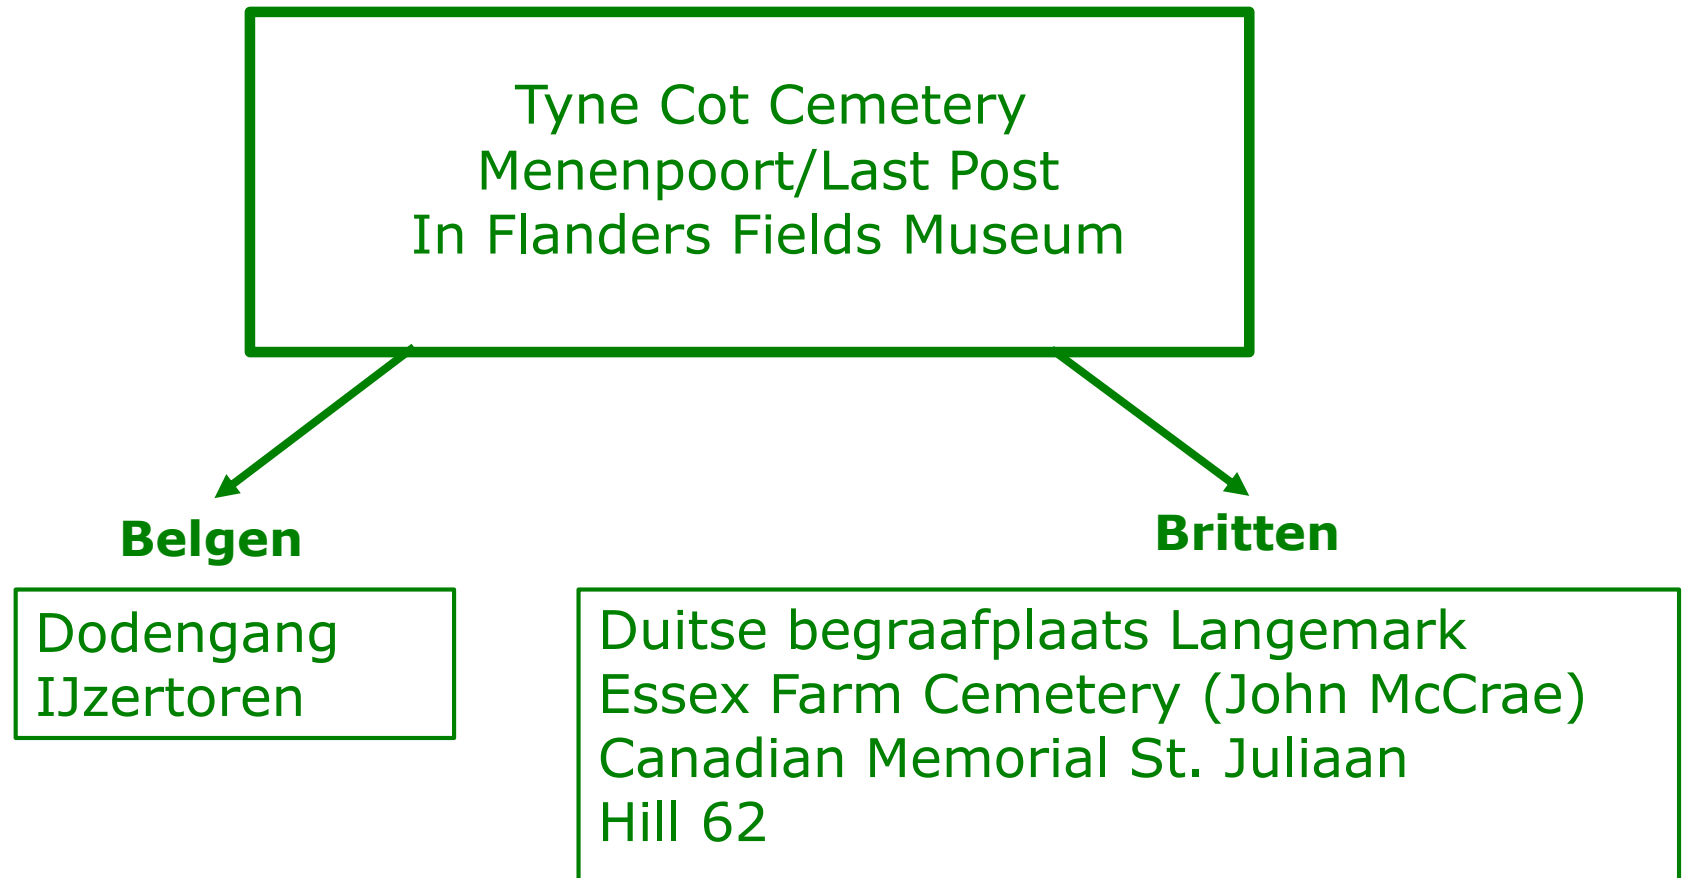 Tyne Cot Cemetery
Menenpoort/Last Post
In Flanders Fields Museum
Belgen
Britten
Dodengang
IJzertoren
Duitse begraafplaats Langemark
Essex Farm Cemetery (John McCrae)
Canadian Memorial St. Juliaan
Hill 62